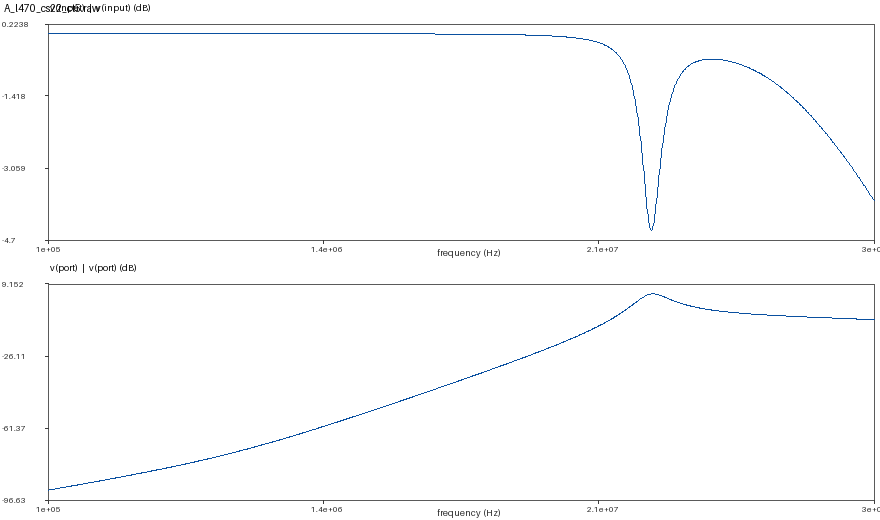 v(input) (dB)
0.2238
-1.418
-3.059
-4.7
1e+05
1.4e+06
2.1e+07
3e+0
frequency (Hz)
v(port) | v(port) (dB)
9.152
-26.11
-61.37
-96.63
1e+05
1.4e+06
2.1e+07
3e+0
frequency (Hz)